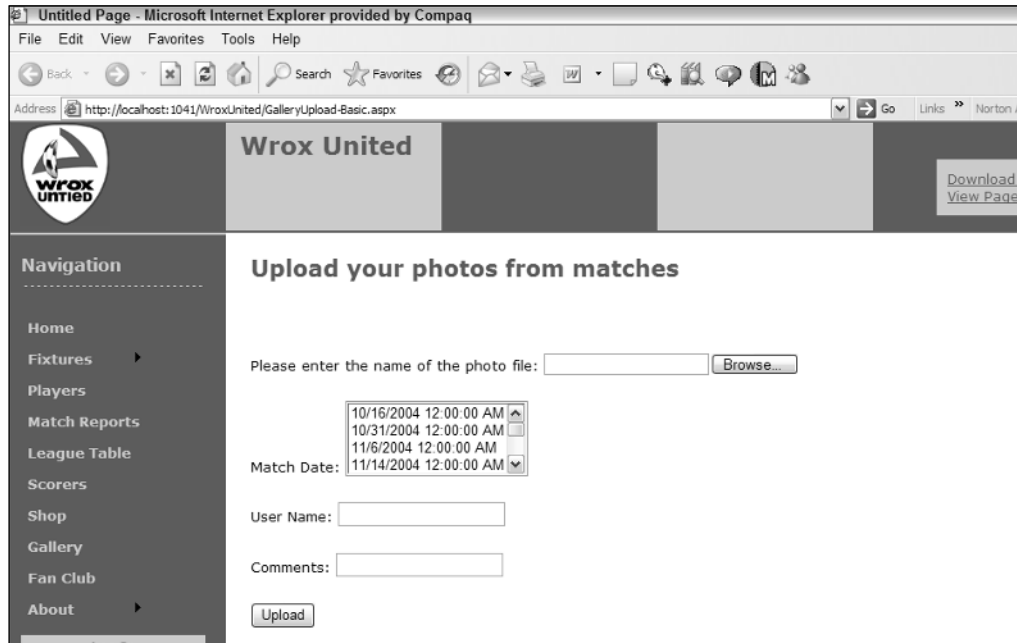 Untitled Page - Microsoft Internet Explorer provided by Compaq
File Edit View Favorites Tools Help
Back Search Favorites
Address http://localhost:1041/WroxUnited/GalleryUpload-Basic.aspx Go Links » Norton
wrox
UNTIED
Wrox United
Download
View Page
Navigation
Home
Fixtures
Players
Match Reports
League Table
Scorers
Shop
Gallery
Fan Club
About
Upload your photos from matches
Please enter the name of the photo file: Browse...
10/16/2004 12:00:00 AM
10/31/2004 12:00:00 AM
11/6/2004 12:00:00 AM
Match Date: 11/14/2004 12:00:00 AM
User Name:
Comments:
Upload